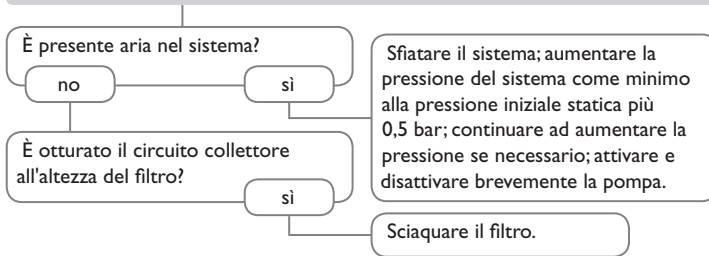 È presente aria nel sistema?
no
sì
Sfiatare il sistema; aumentare la
pressione del sistema come minimo
alla pressione iniziale statica più
0,5 bar; continuare ad aumentare la
pressione se necessario; attivare e
disattivare brevemente la pompa.
È otturato il circuito collettore
all'altezza del filtro?
sì
Sciaquare il filtro.